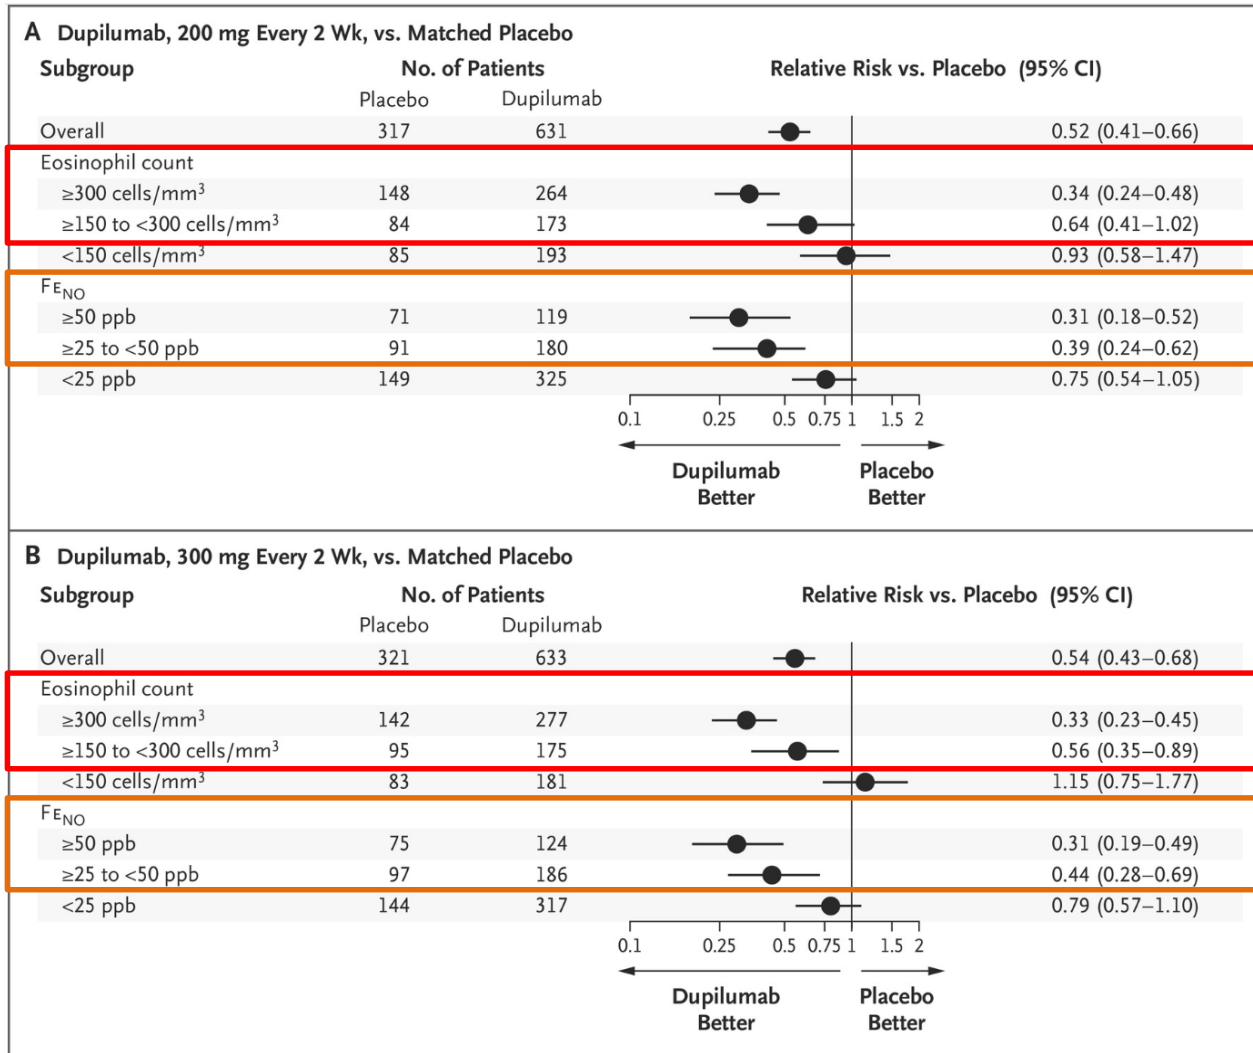 A Dupilumab, 200 mg Every 2 Wk, vs. Matched Placebo
Subgroup No. of Patients Relative Risk vs. Placebo (95% CI)
Placebo Dupilumab
Overall 317 631 0.52 (0.41–0.66)
Eosinophil count
≥300 cells/mm³ 148 264 0.34 (0.24–0.48)
≥150 to <300 cells/mm³ 84 173 0.64 (0.41–1.02)
<150 cells/mm³ 85 193 0.93 (0.58–1.47)
FENO
≥50 ppb 71 119 0.31 (0.18–0.52)
≥25 to <50 ppb 91 180 0.39 (0.24–0.62)
<25 ppb 149 325 0.75 (0.54–1.05)
0.1 0.25 0.5 0.75 1 1.5 2
Dupilumab Placebo
Better Better
B Dupilumab, 300 mg Every 2 Wk, vs. Matched Placebo
Subgroup No. of Patients Relative Risk vs. Placebo (95% CI)
Placebo Dupilumab
Overall 321 633 0.54 (0.43–0.68)
Eosinophil count
≥300 cells/mm³ 142 277 0.33 (0.23–0.45)
≥150 to <300 cells/mm³ 95 175 0.56 (0.35–0.89)
<150 cells/mm³ 83 181 1.15 (0.75–1.77)
FENO
≥50 ppb 75 124 0.31 (0.19–0.49)
≥25 to <50 ppb 97 186 0.44 (0.28–0.69)
<25 ppb 144 317 0.79 (0.57–1.10)
0.1 0.25 0.5 0.75 1 1.5 2
Dupilumab Placebo
Better Better